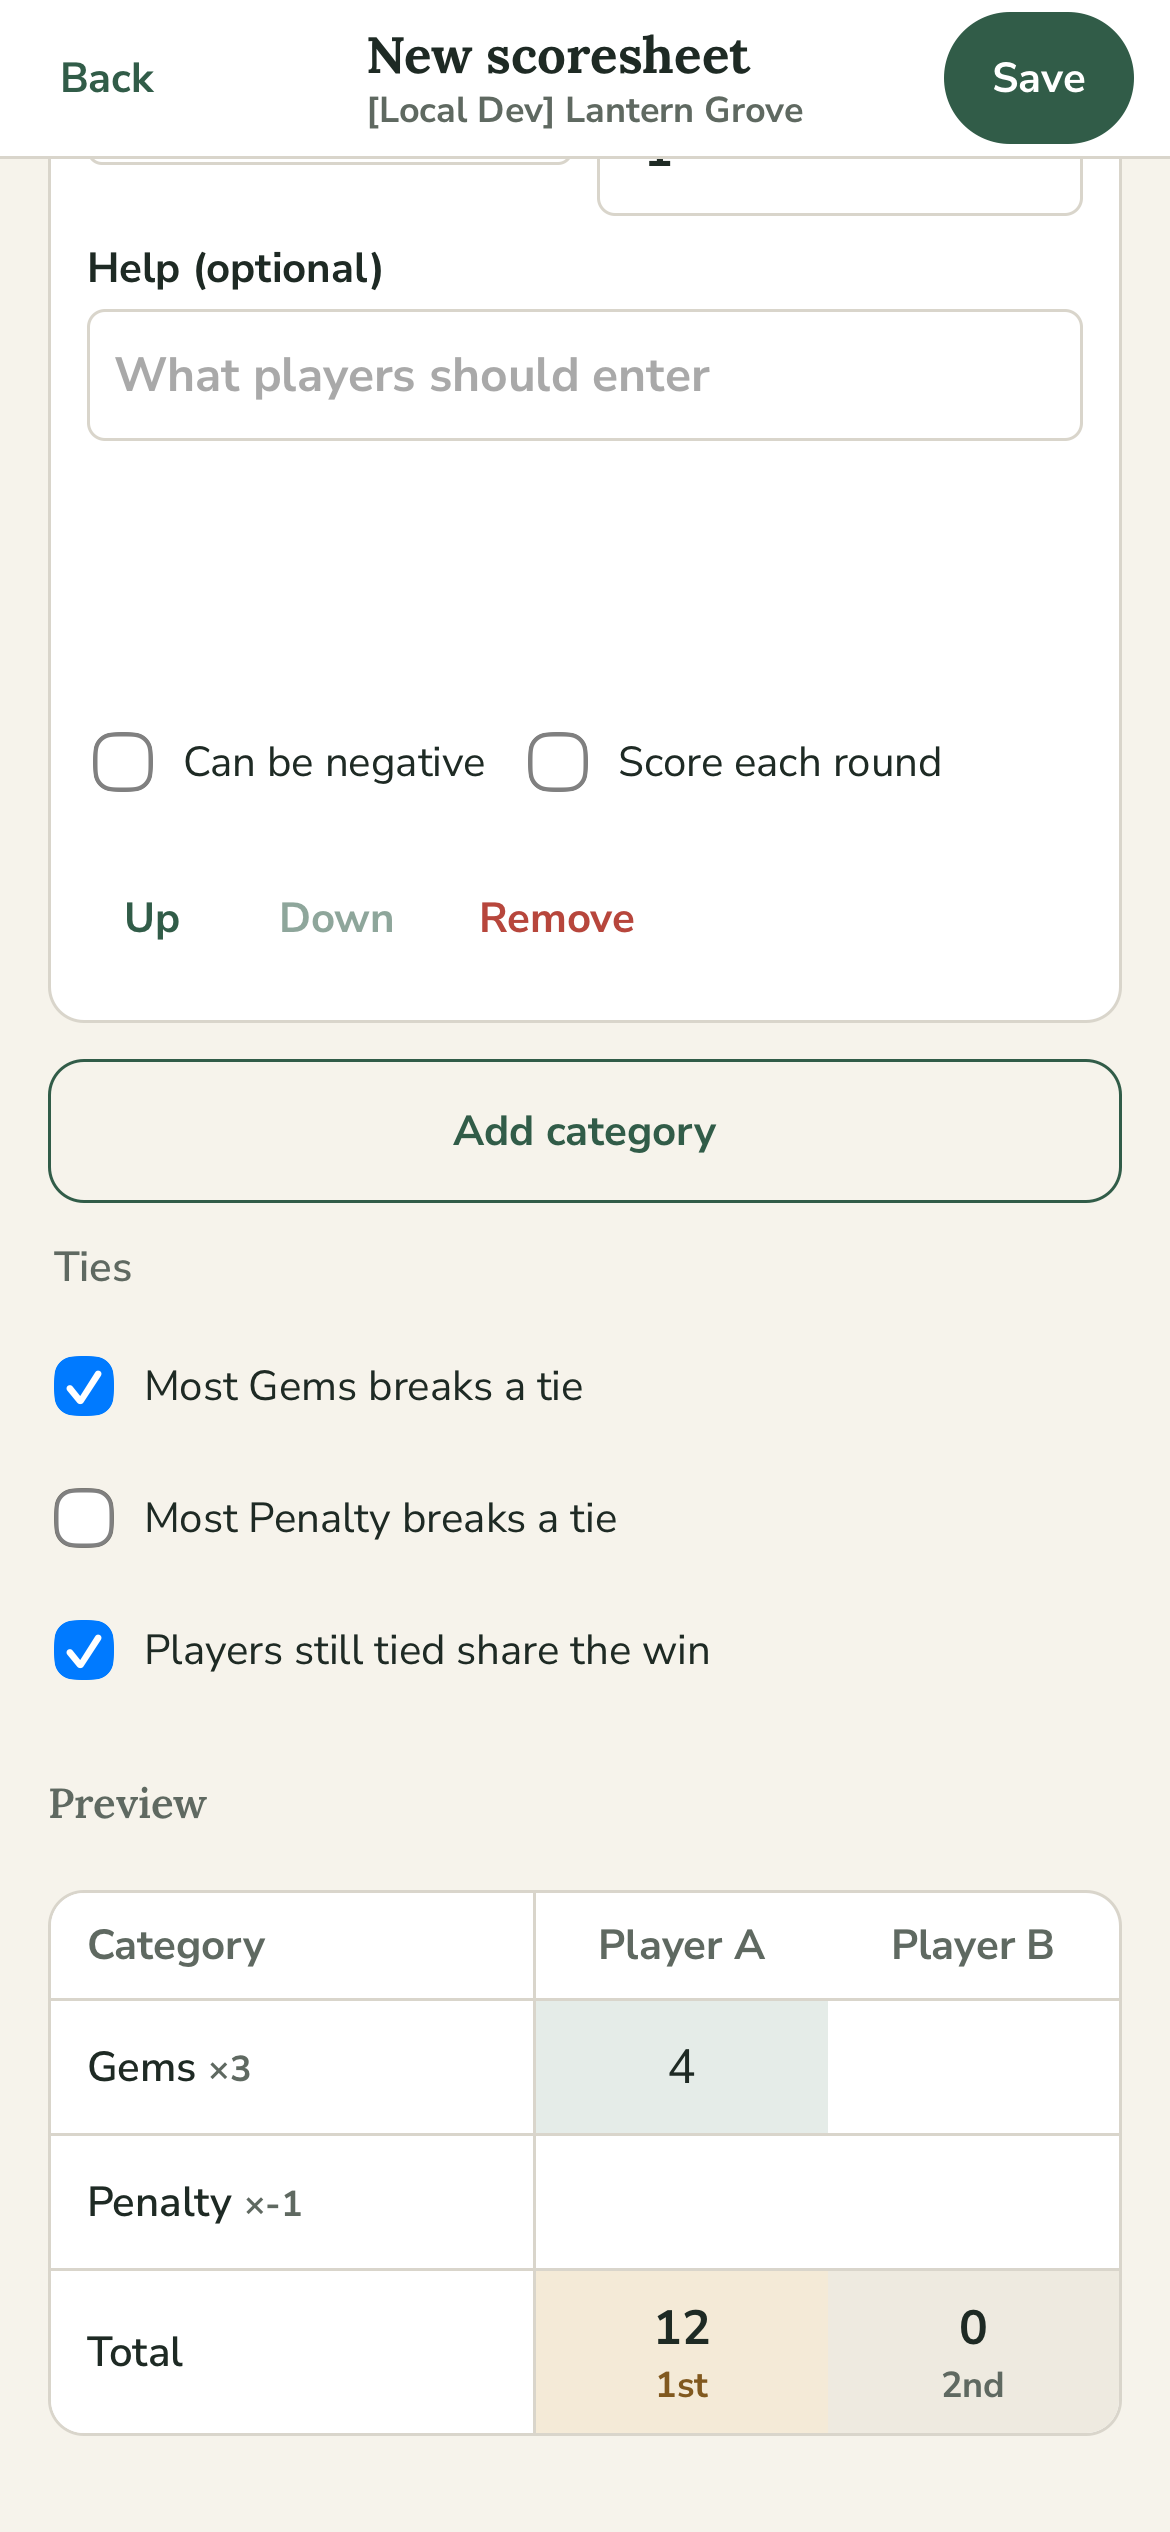 Back
New scoresheet
[Local Dev] Lantern Grove
Save
Help (optional)
What players should enter
Can be negative
Score each round
Up
Down
Remove
Add category
Ties
Most Gems breaks a tie
Most Penalty breaks a tie
Players still tied share the win
Preview
Category
Player A
Player B
Gems ×3
4
Penalty ×-1
Total
12
0
1st
2nd